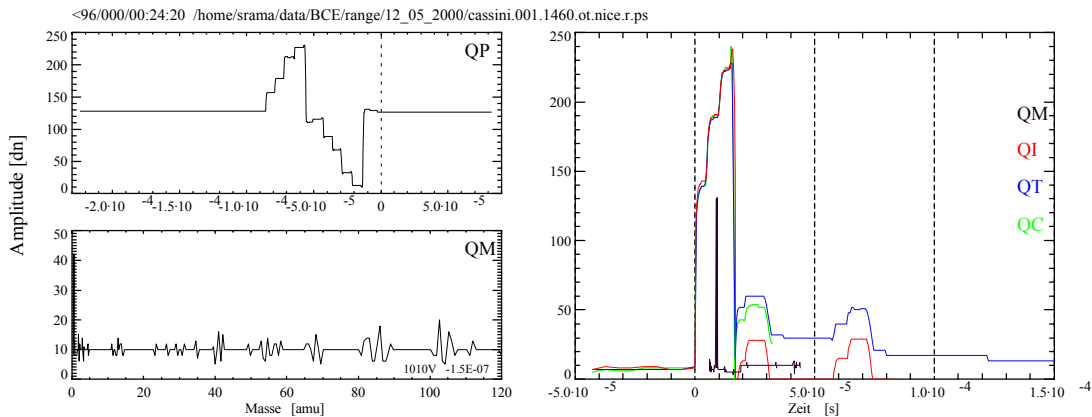 <96/000/00:24:20 /home/srama/data/BCE/range/12_05_2000/cassini.001.1460.ot.nice.r.ps
Amplitude [dn]
QP
250
200
150
100
50
0
-2.0·10 -4 -1.5·10 -4 -1.0·10 -4 -5.0·10 -5 0 5.0·10 -5
QM
50
40
30
20
10
0
1010V -1.5E-07
0 20 40 60 80 100 120
Masse [amu]
250
200
150
100
50
0
QM
QI
QT
QC
-5.0·10 -5 0 5.0·10 -5 1.0·10 -4 1.5·10 -4
Zeit [s]